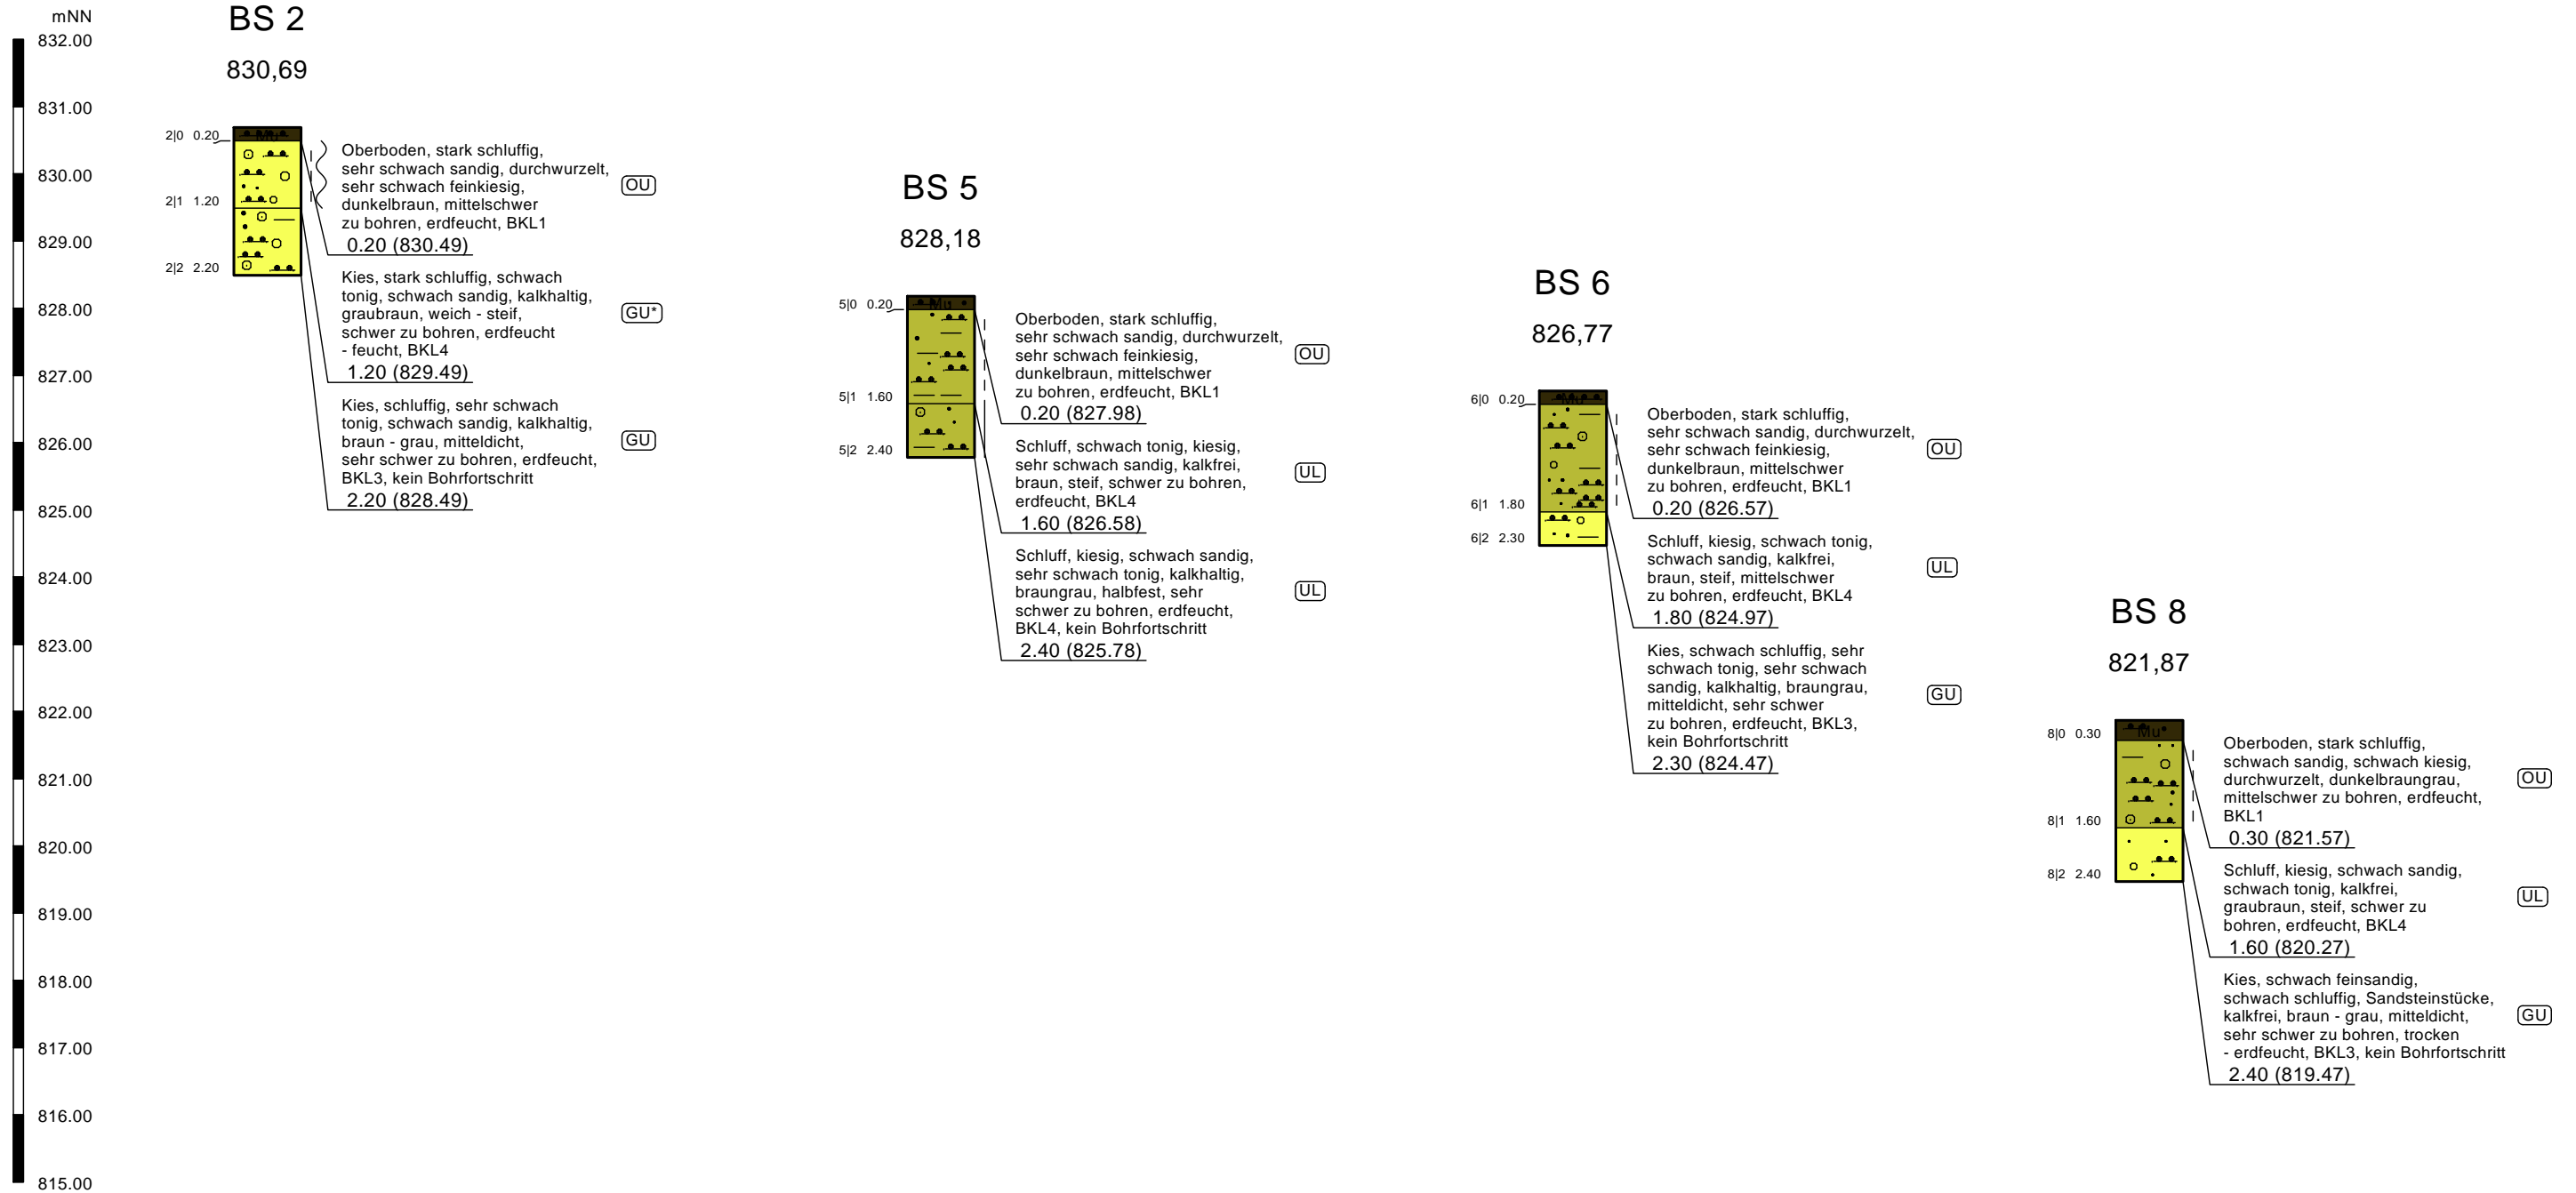 mNN
832.00
831.00
830.00
829.00
828.00
827.00
826.00
825.00
824.00
823.00
822.00
821.00
820.00
819.00
818.00
817.00
816.00
815.00
BS 2
830,69
2|0 0.20
Mu
2|1 1.20
2|2 2.20
Oberboden, stark schluffig,
sehr schwach sandig, durchwurzelt,
sehr schwach feinkiesig,
dunkelbraun, mittelschwer
zu bohren, erdfeucht, BKL1
OU
0.20 (830.49)
Kies, stark schluffig, schwach
tonig, schwach sandig, kalkhaltig,
graubraun, weich - steif,
schwer zu bohren, erdfeucht
- feucht, BKL4
GU*
1.20 (829.49)
Kies, schluffig, sehr schwach
tonig, schwach sandig, kalkhaltig,
braun - grau, mitteldicht,
sehr schwer zu bohren, erdfeucht,
BKL3, kein Bohrfortschritt
GU
2.20 (828.49)
BS 5
828,18
5|0 0.20
Mu
5|1 1.60
5|2 2.40
Oberboden, stark schluffig,
sehr schwach sandig, durchwurzelt,
sehr schwach feinkiesig,
dunkelbraun, mittelschwer
zu bohren, erdfeucht, BKL1
OU
0.20 (827.98)
Schluff, schwach tonig, kiesig,
sehr schwach sandig, kalkfrei,
braun, steif, schwer zu bohren,
erdfeucht, BKL4
UL
1.60 (826.58)
Schluff, kiesig, schwach sandig,
sehr schwach tonig, kalkhaltig,
braungrau, halbfest, sehr
schwer zu bohren, erdfeucht,
BKL4, kein Bohrfortschritt
UL
2.40 (825.78)
BS 6
826,77
6|0 0.20
Mu
6|1 1.80
6|2 2.30
Oberboden, stark schluffig,
sehr schwach sandig, durchwurzelt,
sehr schwach feinkiesig,
dunkelbraun, mittelschwer
zu bohren, erdfeucht, BKL1
OU
0.20 (826.57)
Schluff, kiesig, schwach tonig,
schwach sandig, kalkfrei,
braun, steif, mittelschwer
zu bohren, erdfeucht, BKL4
UL
1.80 (824.97)
Kies, schwach schluffig, sehr
schwach tonig, sehr schwach
sandig, kalkhaltig, braungrau,
mitteldicht, sehr schwer
zu bohren, erdfeucht, BKL3,
kein Bohrfortschritt
GU
2.30 (824.47)
BS 8
821,87
8|0 0.30
Mu
8|1 1.60
8|2 2.40
Oberboden, stark schluffig,
schwach sandig, schwach kiesig,
durchwurzelt, dunkelbraungrau,
mittelschwer zu bohren, erdfeucht,
BKL1
OU
0.30 (821.57)
Schluff, kiesig, schwach sandig,
schwach tonig, kalkfrei,
graubraun, steif, schwer zu
bohren, erdfeucht, BKL4
UL
1.60 (820.27)
Kies, schwach feinsandig,
schwach schluffig, Sandsteinstücke,
kalkfrei, braun - grau, mitteldicht,
sehr schwer zu bohren, trocken
- erdfeucht, BKL3, kein Bohrfortschritt
GU
2.40 (819.47)